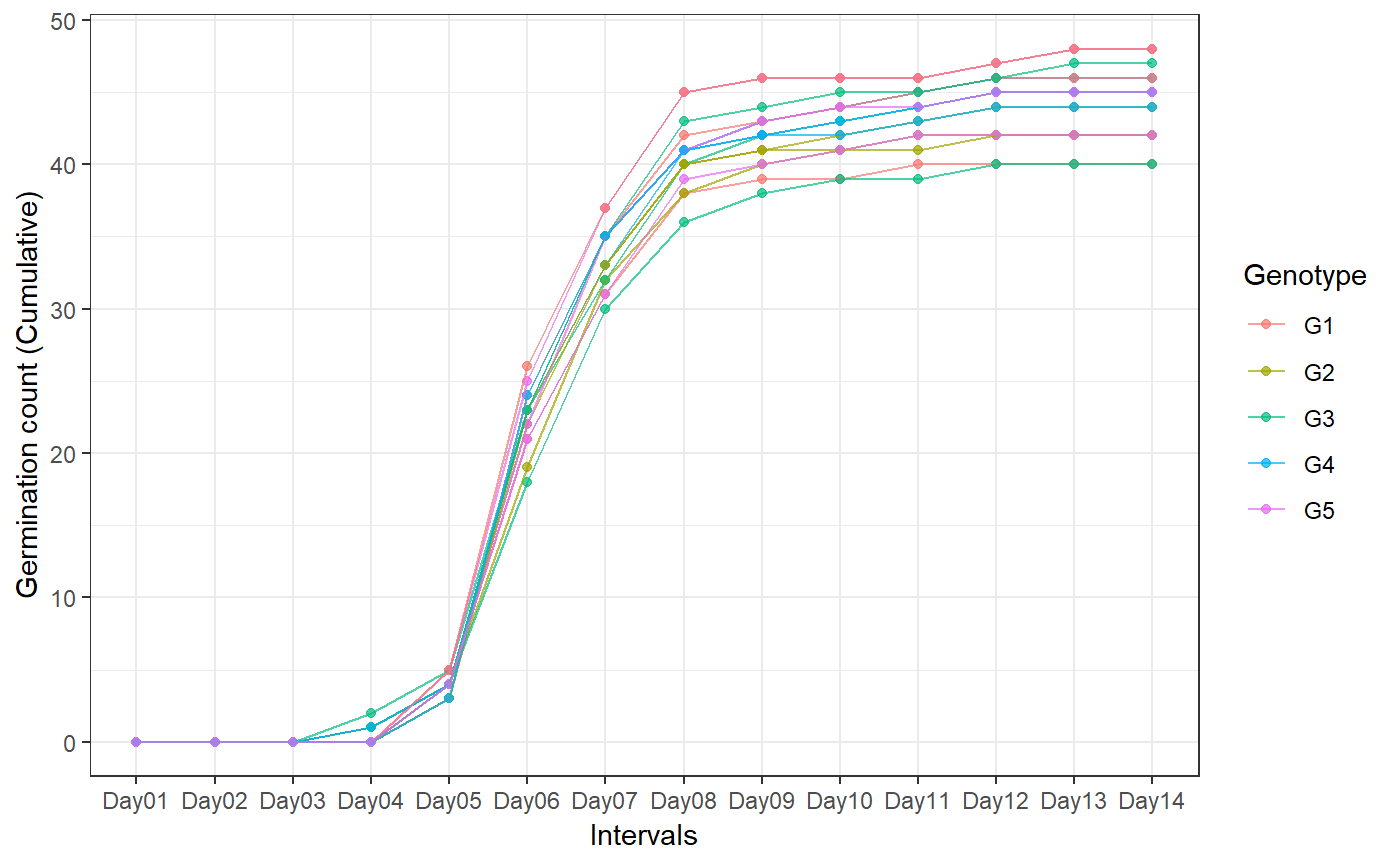 50
40
30
20
10
0
Germination count (Cumulative)
Day01 Day02 Day03 Day04 Day05 Day06 Day07 Day08 Day09 Day10 Day11 Day12 Day13 Day14
Intervals
Genotype
G1
G2
G3
G4
G5